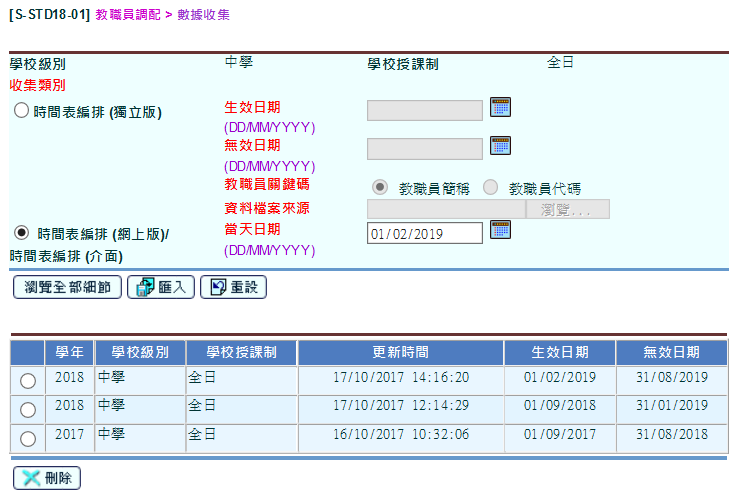 [S-STD18-01] 教職員調配 > 數據收集
學校級別 中學 學校授課制 全日
收集類別
時間表編排 (獨立版) 生效日期
(DD/MM/YYYY)
無效日期
(DD/MM/YYYY)
教職員關鍵碼 教職員簡稱 教職員代碼
資料檔案來源 瀏覽...
時間表編排 (網上版)/ 當天日期 01/02/2019
時間表編排 (介面) (DD/MM/YYYY)
瀏覽全部細節 匯入 重設
學年 學校級別 學校授課制 更新時間 生效日期 無效日期
2018 中學 全日 17/10/2017 14:16:20 01/02/2019 31/08/2019
2018 中學 全日 17/10/2017 12:14:29 01/09/2018 31/01/2019
2017 中學 全日 16/10/2017 10:32:06 01/09/2017 31/08/2018
刪除